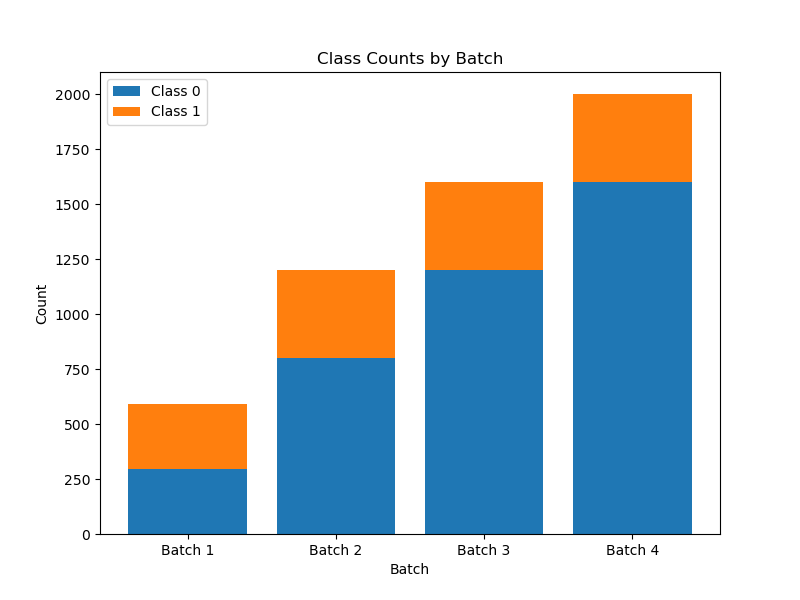 Class Counts by Batch
Class 0
Class 1
2000
1750
1500
1250
1000
750
500
250
0
Count
Batch 1
Batch 2
Batch 3
Batch 4
Batch